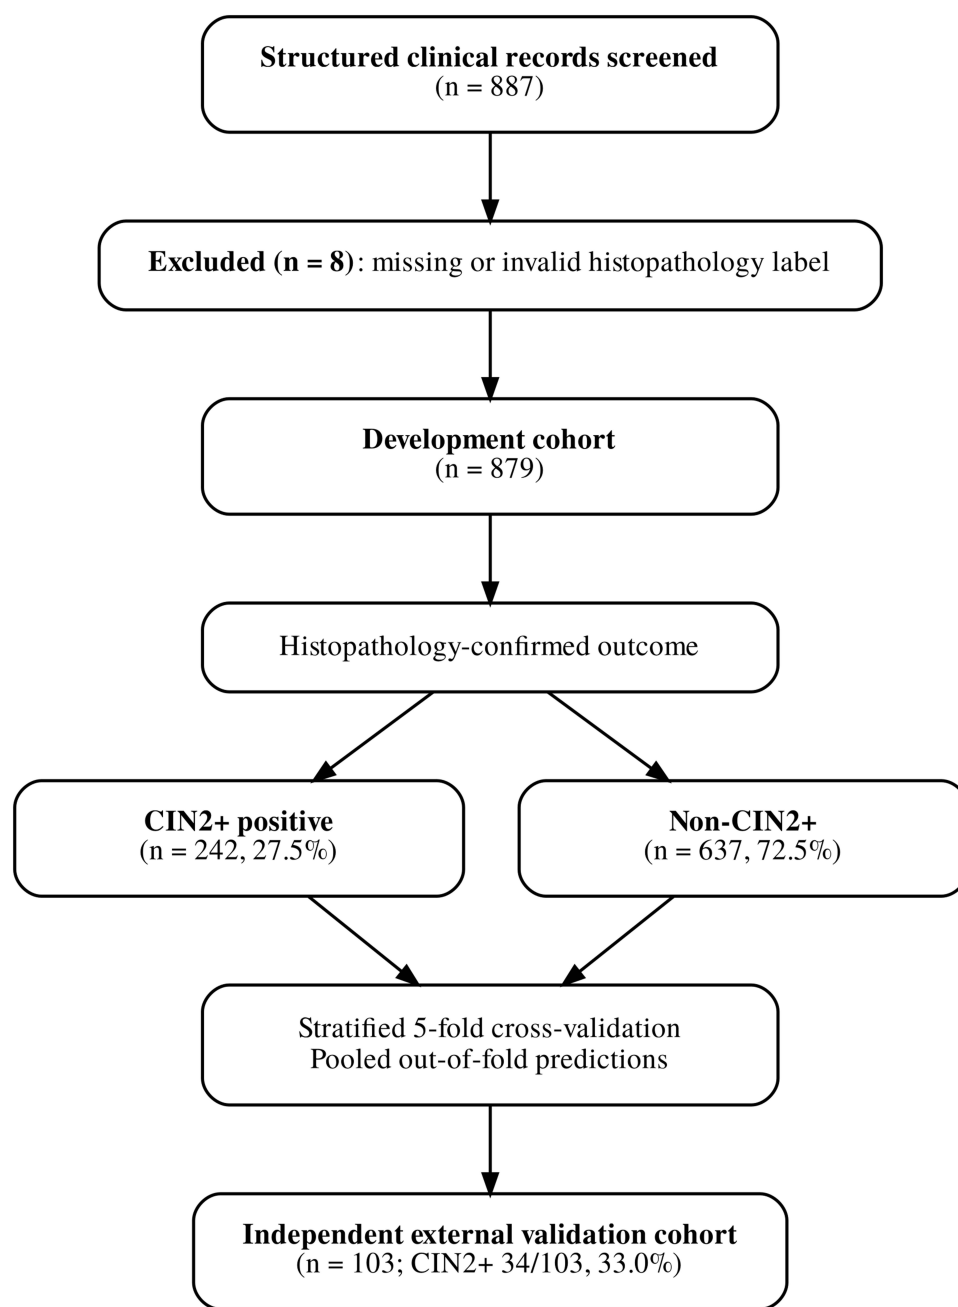 Structured clinical records screened
(n = 887)
Excluded (n = 8): missing or invalid histopathology label
Development cohort
(n = 879)
Histopathology-confirmed outcome
CIN2+ positive
(n = 242, 27.5%)
Non-CIN2+
(n = 637, 72.5%)
Stratified 5-fold cross-validation
Pooled out-of-fold predictions
Independent external validation cohort
(n = 103; CIN2+ 34/103, 33.0%)